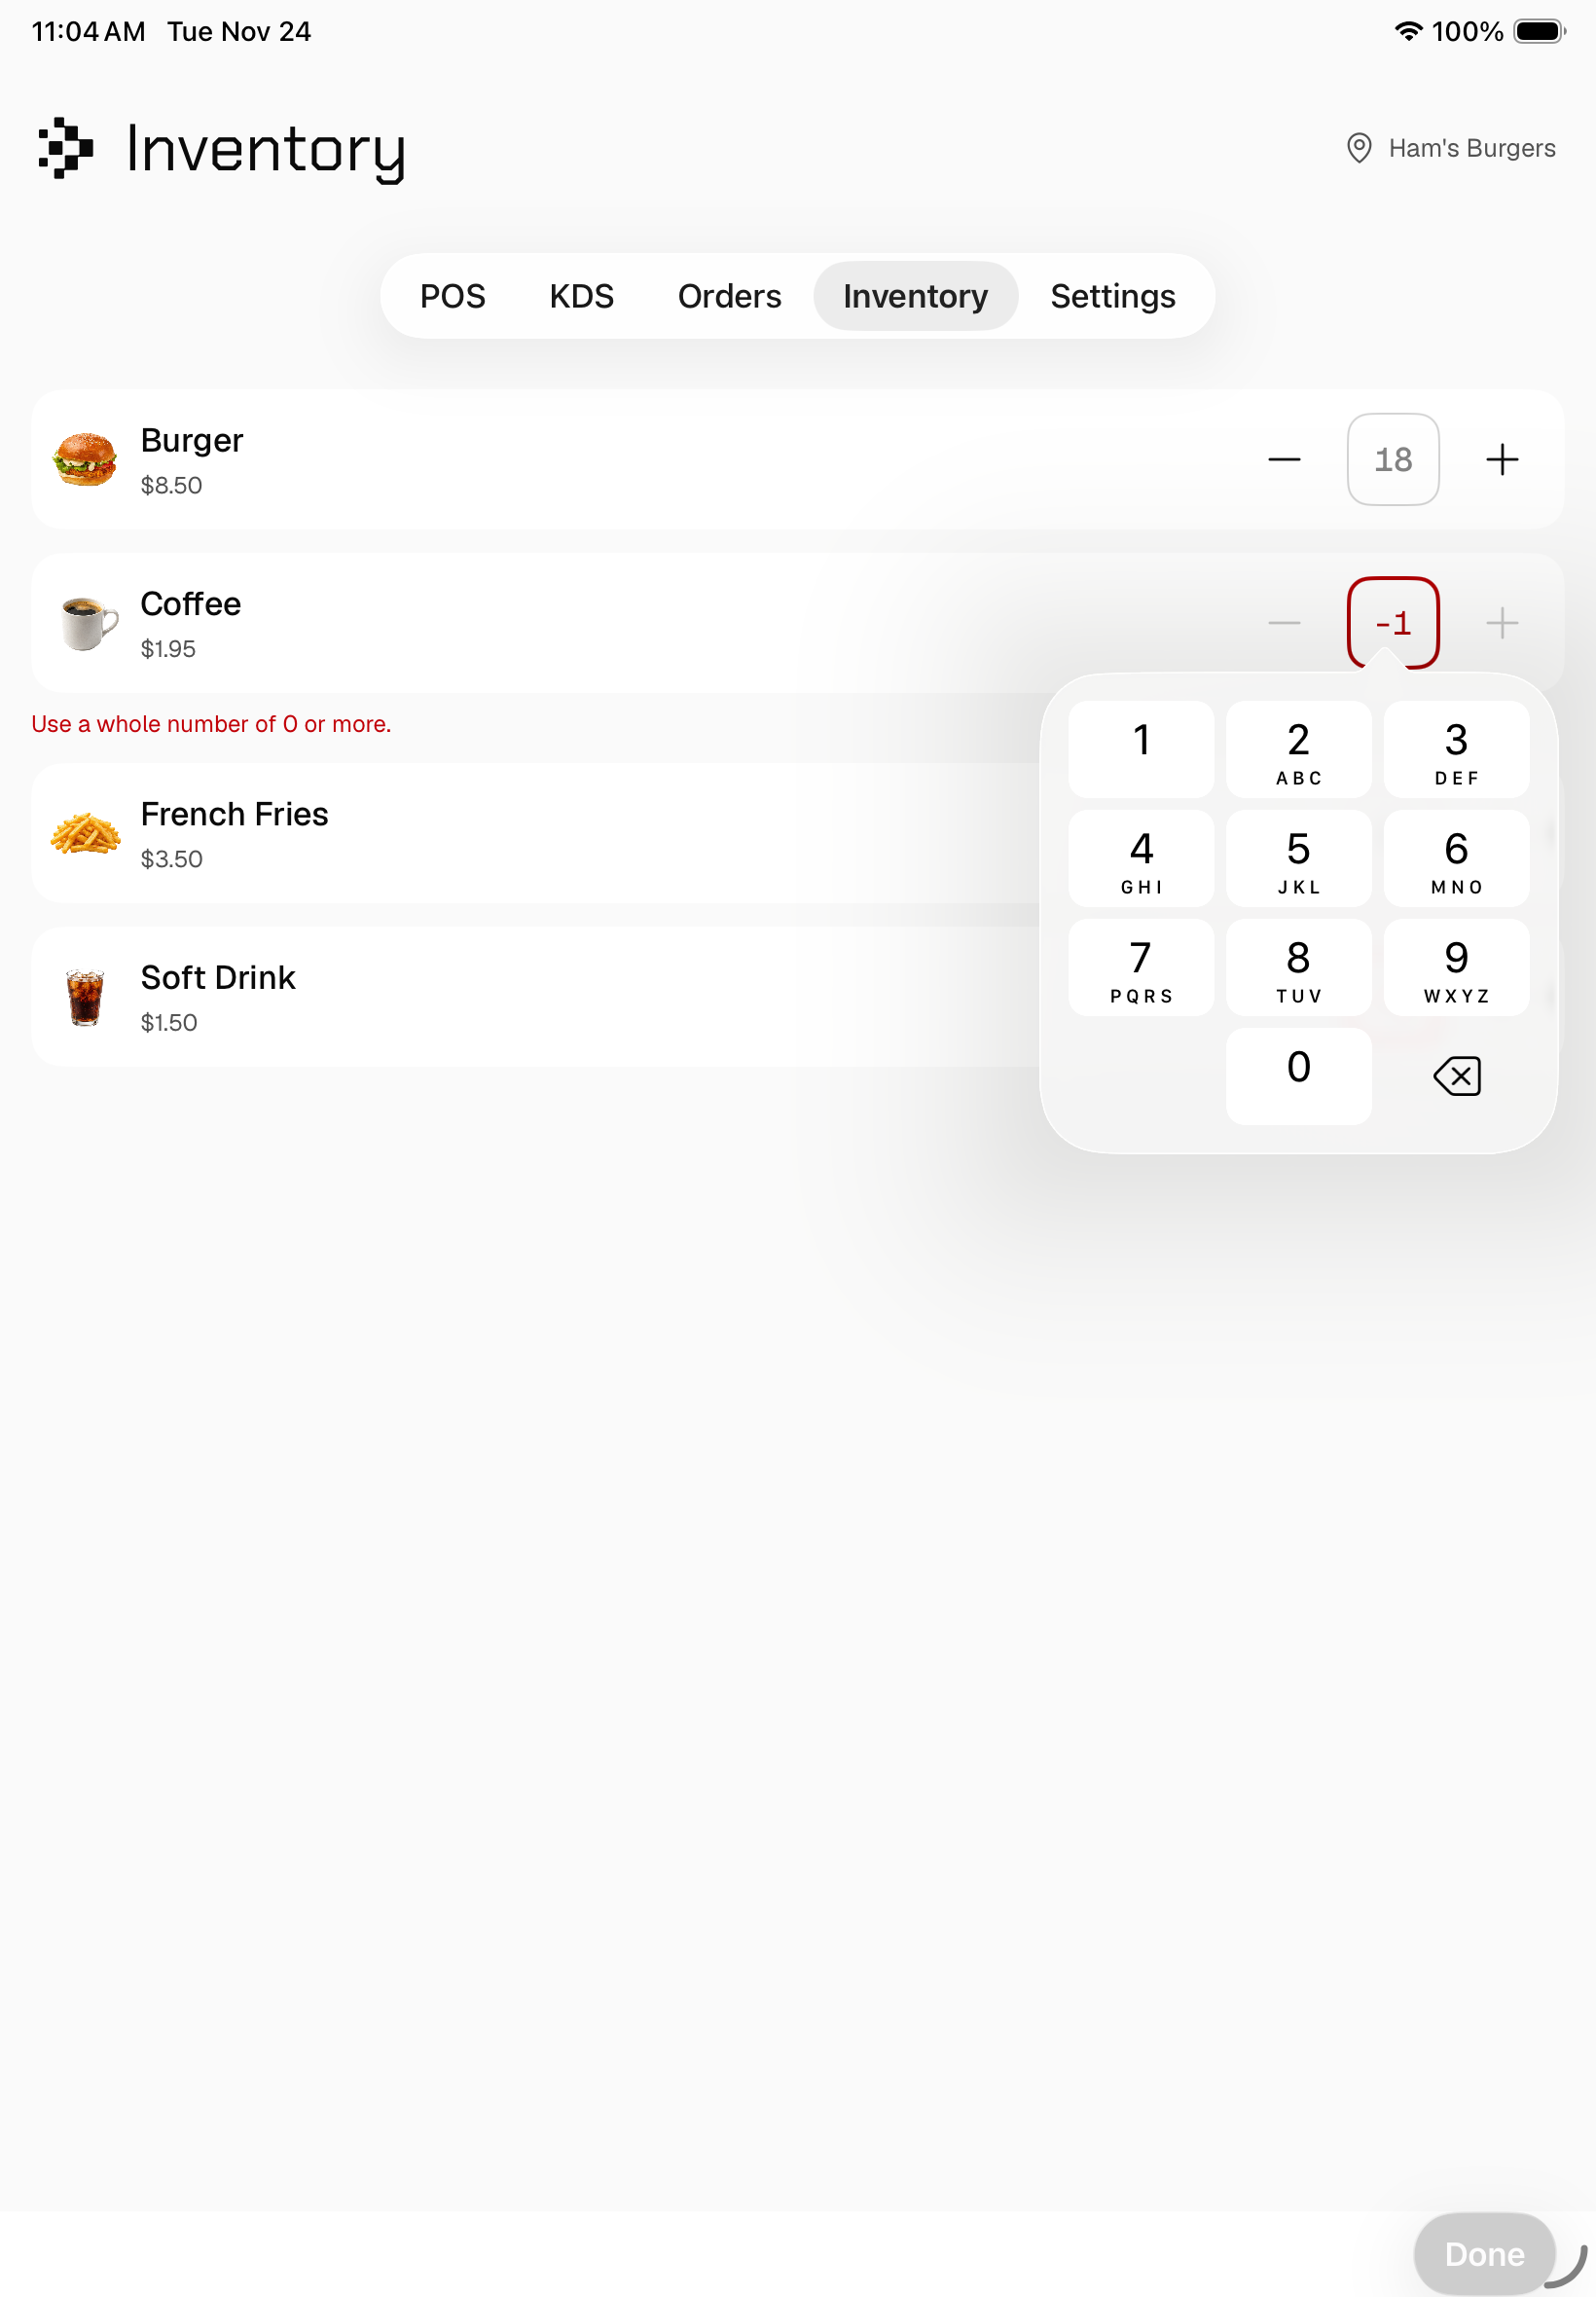 11:04 AM Tue Nov 24
100%
Inventory
Ham's Burgers
POS KDS Orders Inventory Settings
Burger
$8.50
18
Coffee
$1.95
-1
Use a whole number of 0 or more.
French Fries
$3.50
Soft Drink
$1.50
1 2 3
ABC DEF
4 5 6
GHI JKL MNO
7 8 9
PQRS TUV WXYZ
0
Done